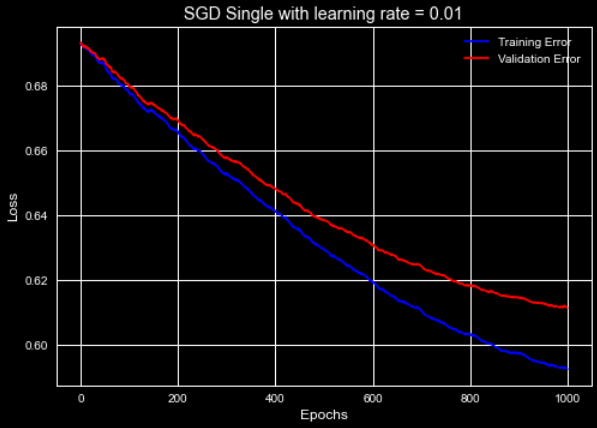 SGD Single with learning rate = 0.01
Training Error
Validation Error
0.68
0.66
0.64
0.62
0.60
Loss
0 200 400 600 800 1000
Epochs